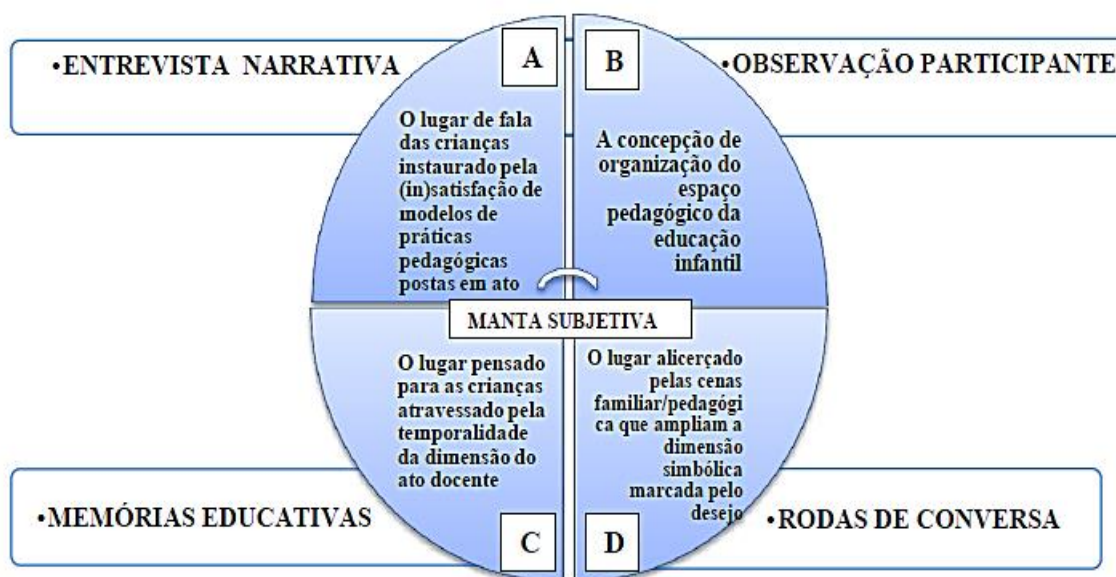 •ENTREVISTA NARRATIVA
A
O lugar de fala
das crianças
instaurado pela
(in)satisfação de
modelos de
práticas
pedagógicas
postas em ato
B
•OBSERVAÇÃO PARTICIPANTE
A concepção de
organização do
espaço
pedagógico da
educação
infantil
MANTA SUBJETIVA
O lugar pensado
para as crianças
atravessado pela
temporalidade
da dimensão do
ato docente
C
•MEMÓRIAS EDUCATIVAS
O lugar alicerçado
pelas cenas
familiar/pedagógi
ca que ampliam a
dimensão
simbólica
marcada pelo
desejo
D
•RODAS DE CONVERSA